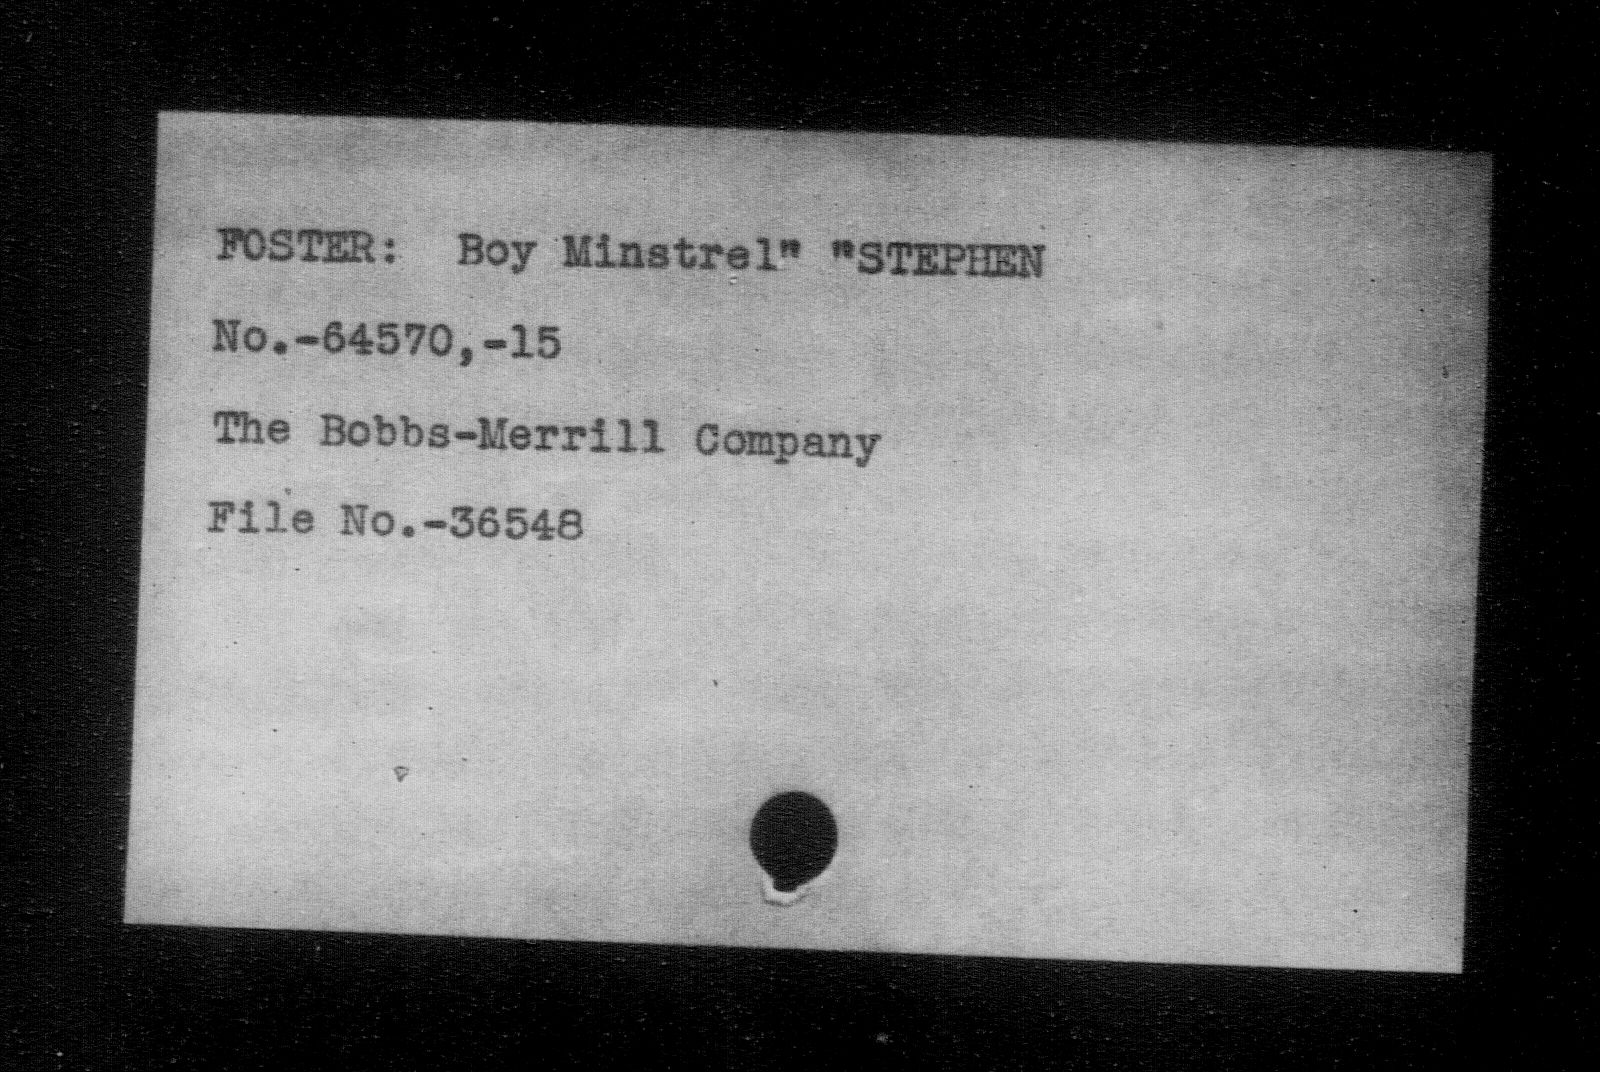 FOSTER: Boy Minstrel" "STEPHEN
No.-64570,-15
The Bobbs-Merrill Company
File No.-36548